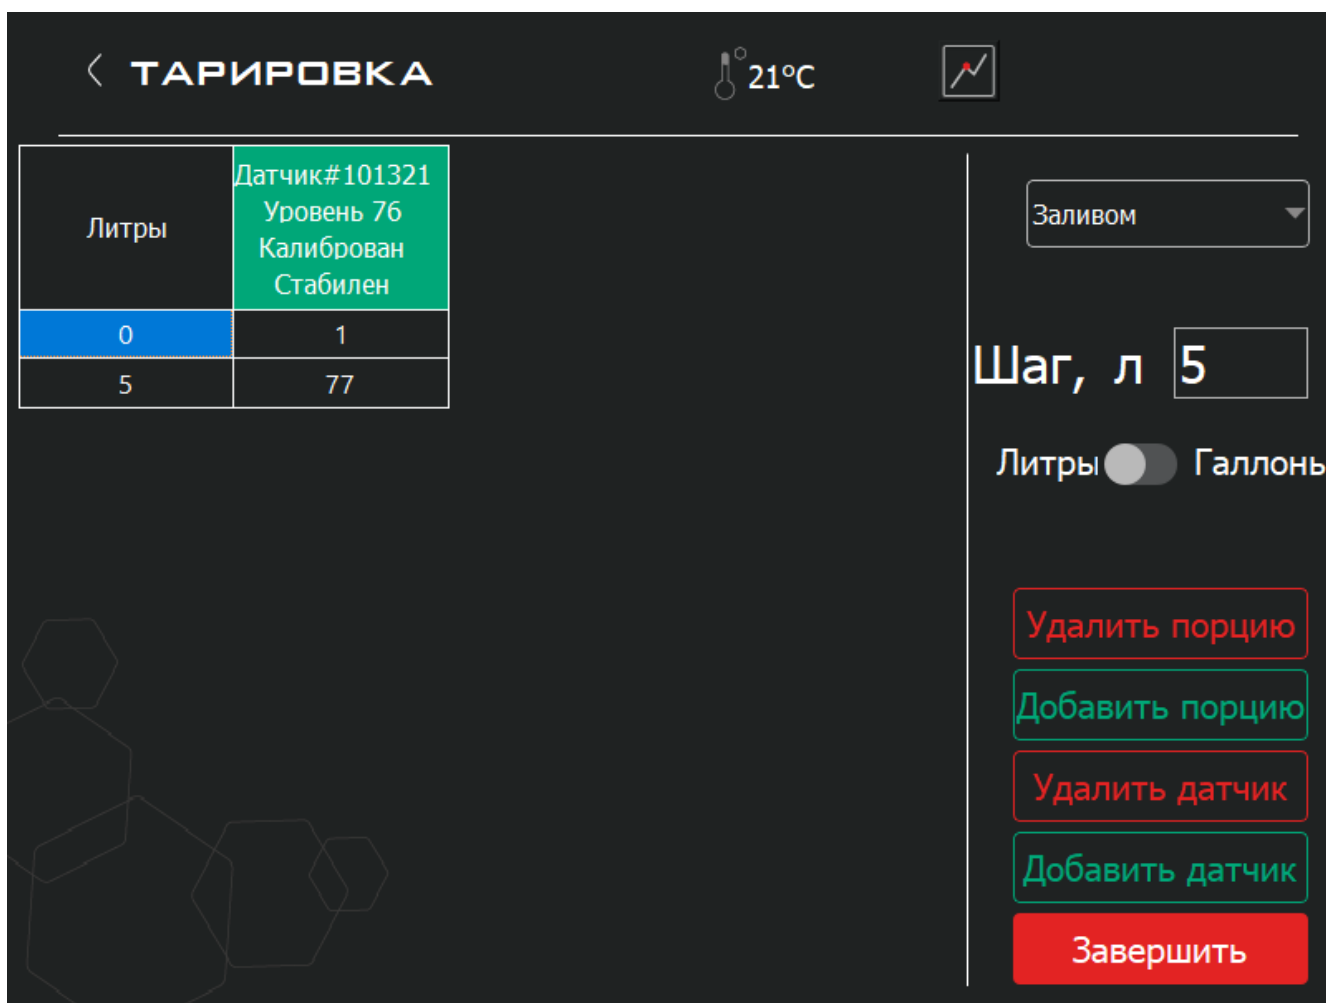 ТАРИРОВКА
21°C
Литры
Датчик#101321
Уровень 76
Калиброван
Стабилен
0
1
5
77
Заливом
Шаг, л 5
Литры Галлоны
Удалить порцию
Добавить порцию
Удалить датчик
Добавить датчик
Завершить